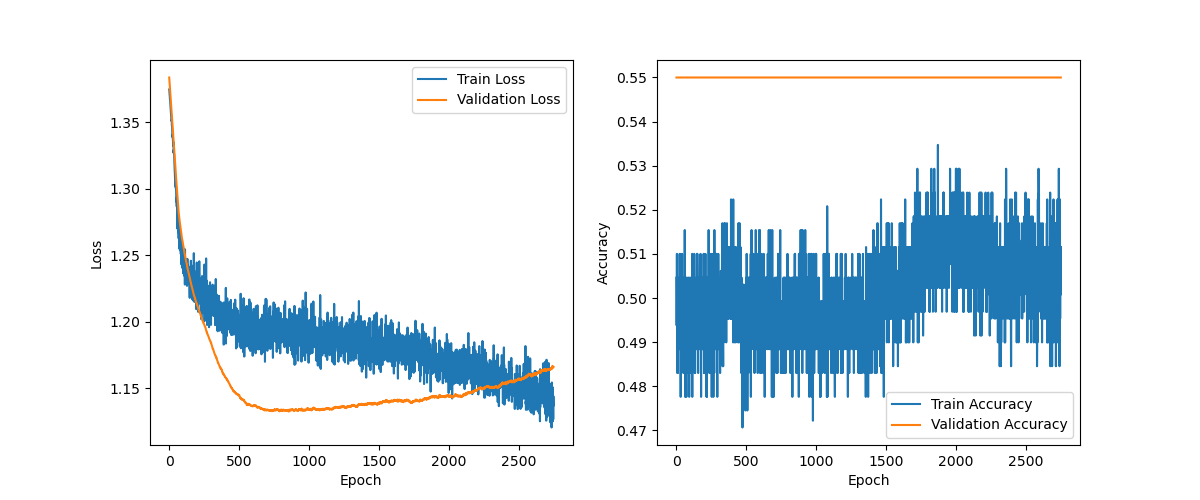 Train Loss
Validation Loss
1.35
1.30
1.25
1.20
1.15
Loss
0 500 1000 1500 2000 2500
Epoch
0.55
0.54
0.53
0.52
0.51
0.50
0.49
0.48
0.47
Accuracy
Train Accuracy
Validation Accuracy
0 500 1000 1500 2000 2500
Epoch